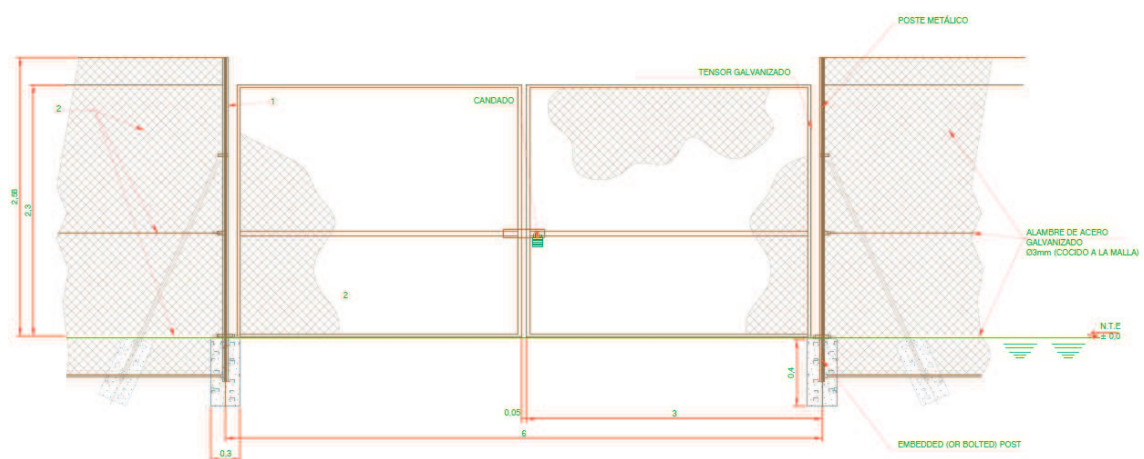 POSTE METÁLICO
TENSOR GALVANIZADO
CANDADO
1
2
2,58
2,3
ALAMBRE DE ACERO
GALVANIZADO
Ø3mm (COCIDO A LA MALLA)
2
N.T.E
± 0,0
0,4
0,05
3
6
0,3
EMBEDDED (OR BOLTED) POST